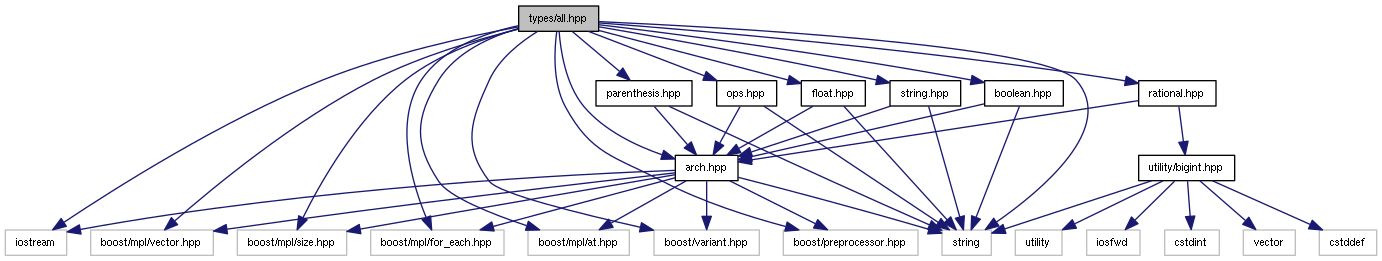 types/all.hpp
parenthesis.hpp
ops.hpp
float.hpp
string.hpp
boolean.hpp
rational.hpp
arch.hpp
utility/bigint.hpp
iostream
boost/mpl/vector.hpp
boost/mpl/size.hpp
boost/mpl/for_each.hpp
boost/mpl/at.hpp
boost/variant.hpp
boost/preprocessor.hpp
string
utility
iosfwd
cstdint
vector
cstddef